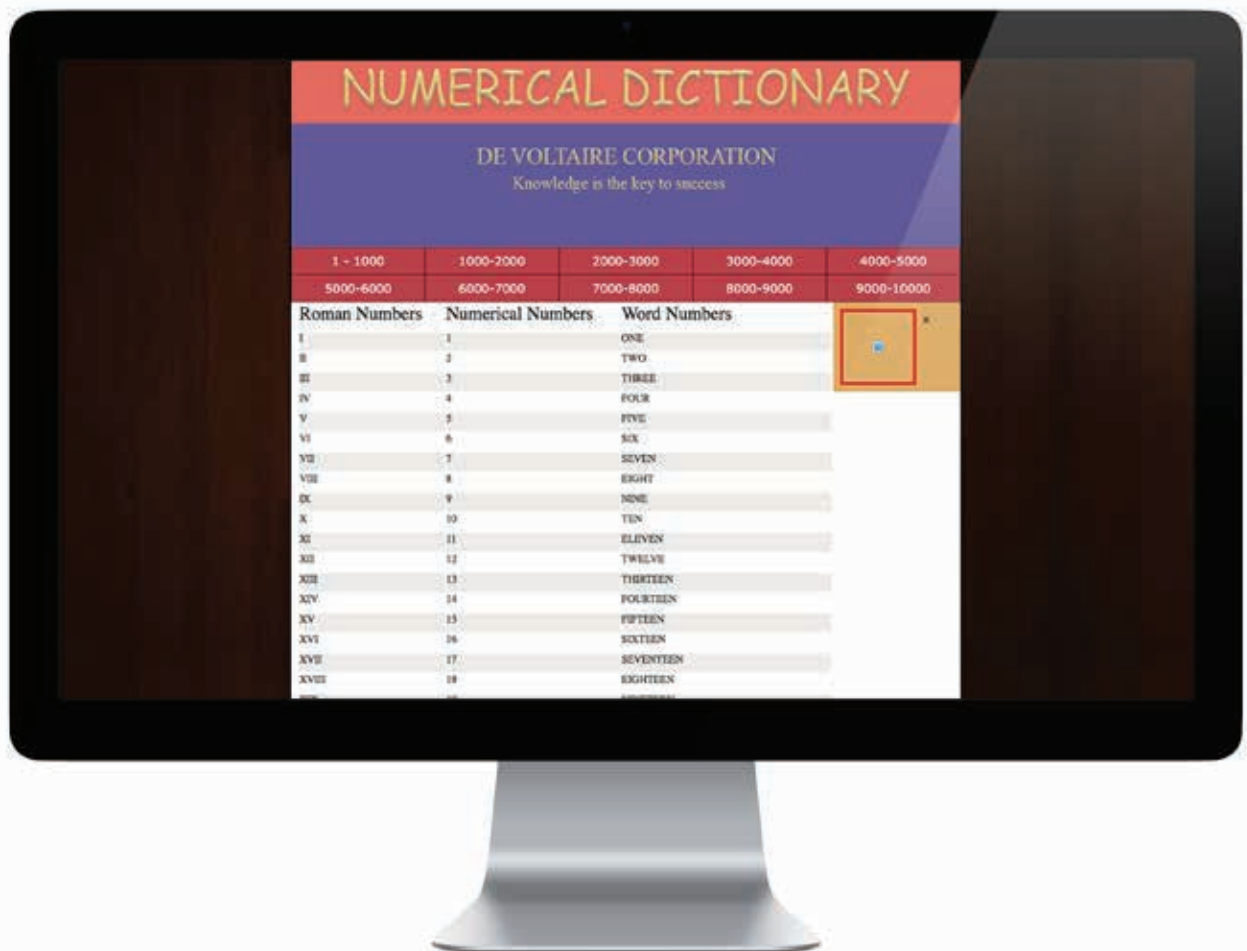 NUMERICAL DICTIONARY
DE VOLTAIRE CORPORATION
Knowledge is the key to success
1 - 1000 1000-2000 2000-3000 3000-4000 4000-5000
5000-6000 6000-7000 7000-8000 8000-9000 9000-10000
Roman Numbers Numerical Numbers Word Numbers
I 1 ONE
II 2 TWO
III 3 THREE
IV 4 FOUR
V 5 FIVE
VI 6 SIX
VII 7 SEVEN
VIII 8 EIGHT
IX 9 NINE
X 10 TEN
XI 11 ELEVEN
XII 12 TWELVE
XIII 13 THIRTEEN
XIV 14 FOURTEEN
XV 15 FIFTEEN
XVI 16 SIXTEEN
XVII 17 SEVENTEEN
XVIII 18 EIGHTEEN